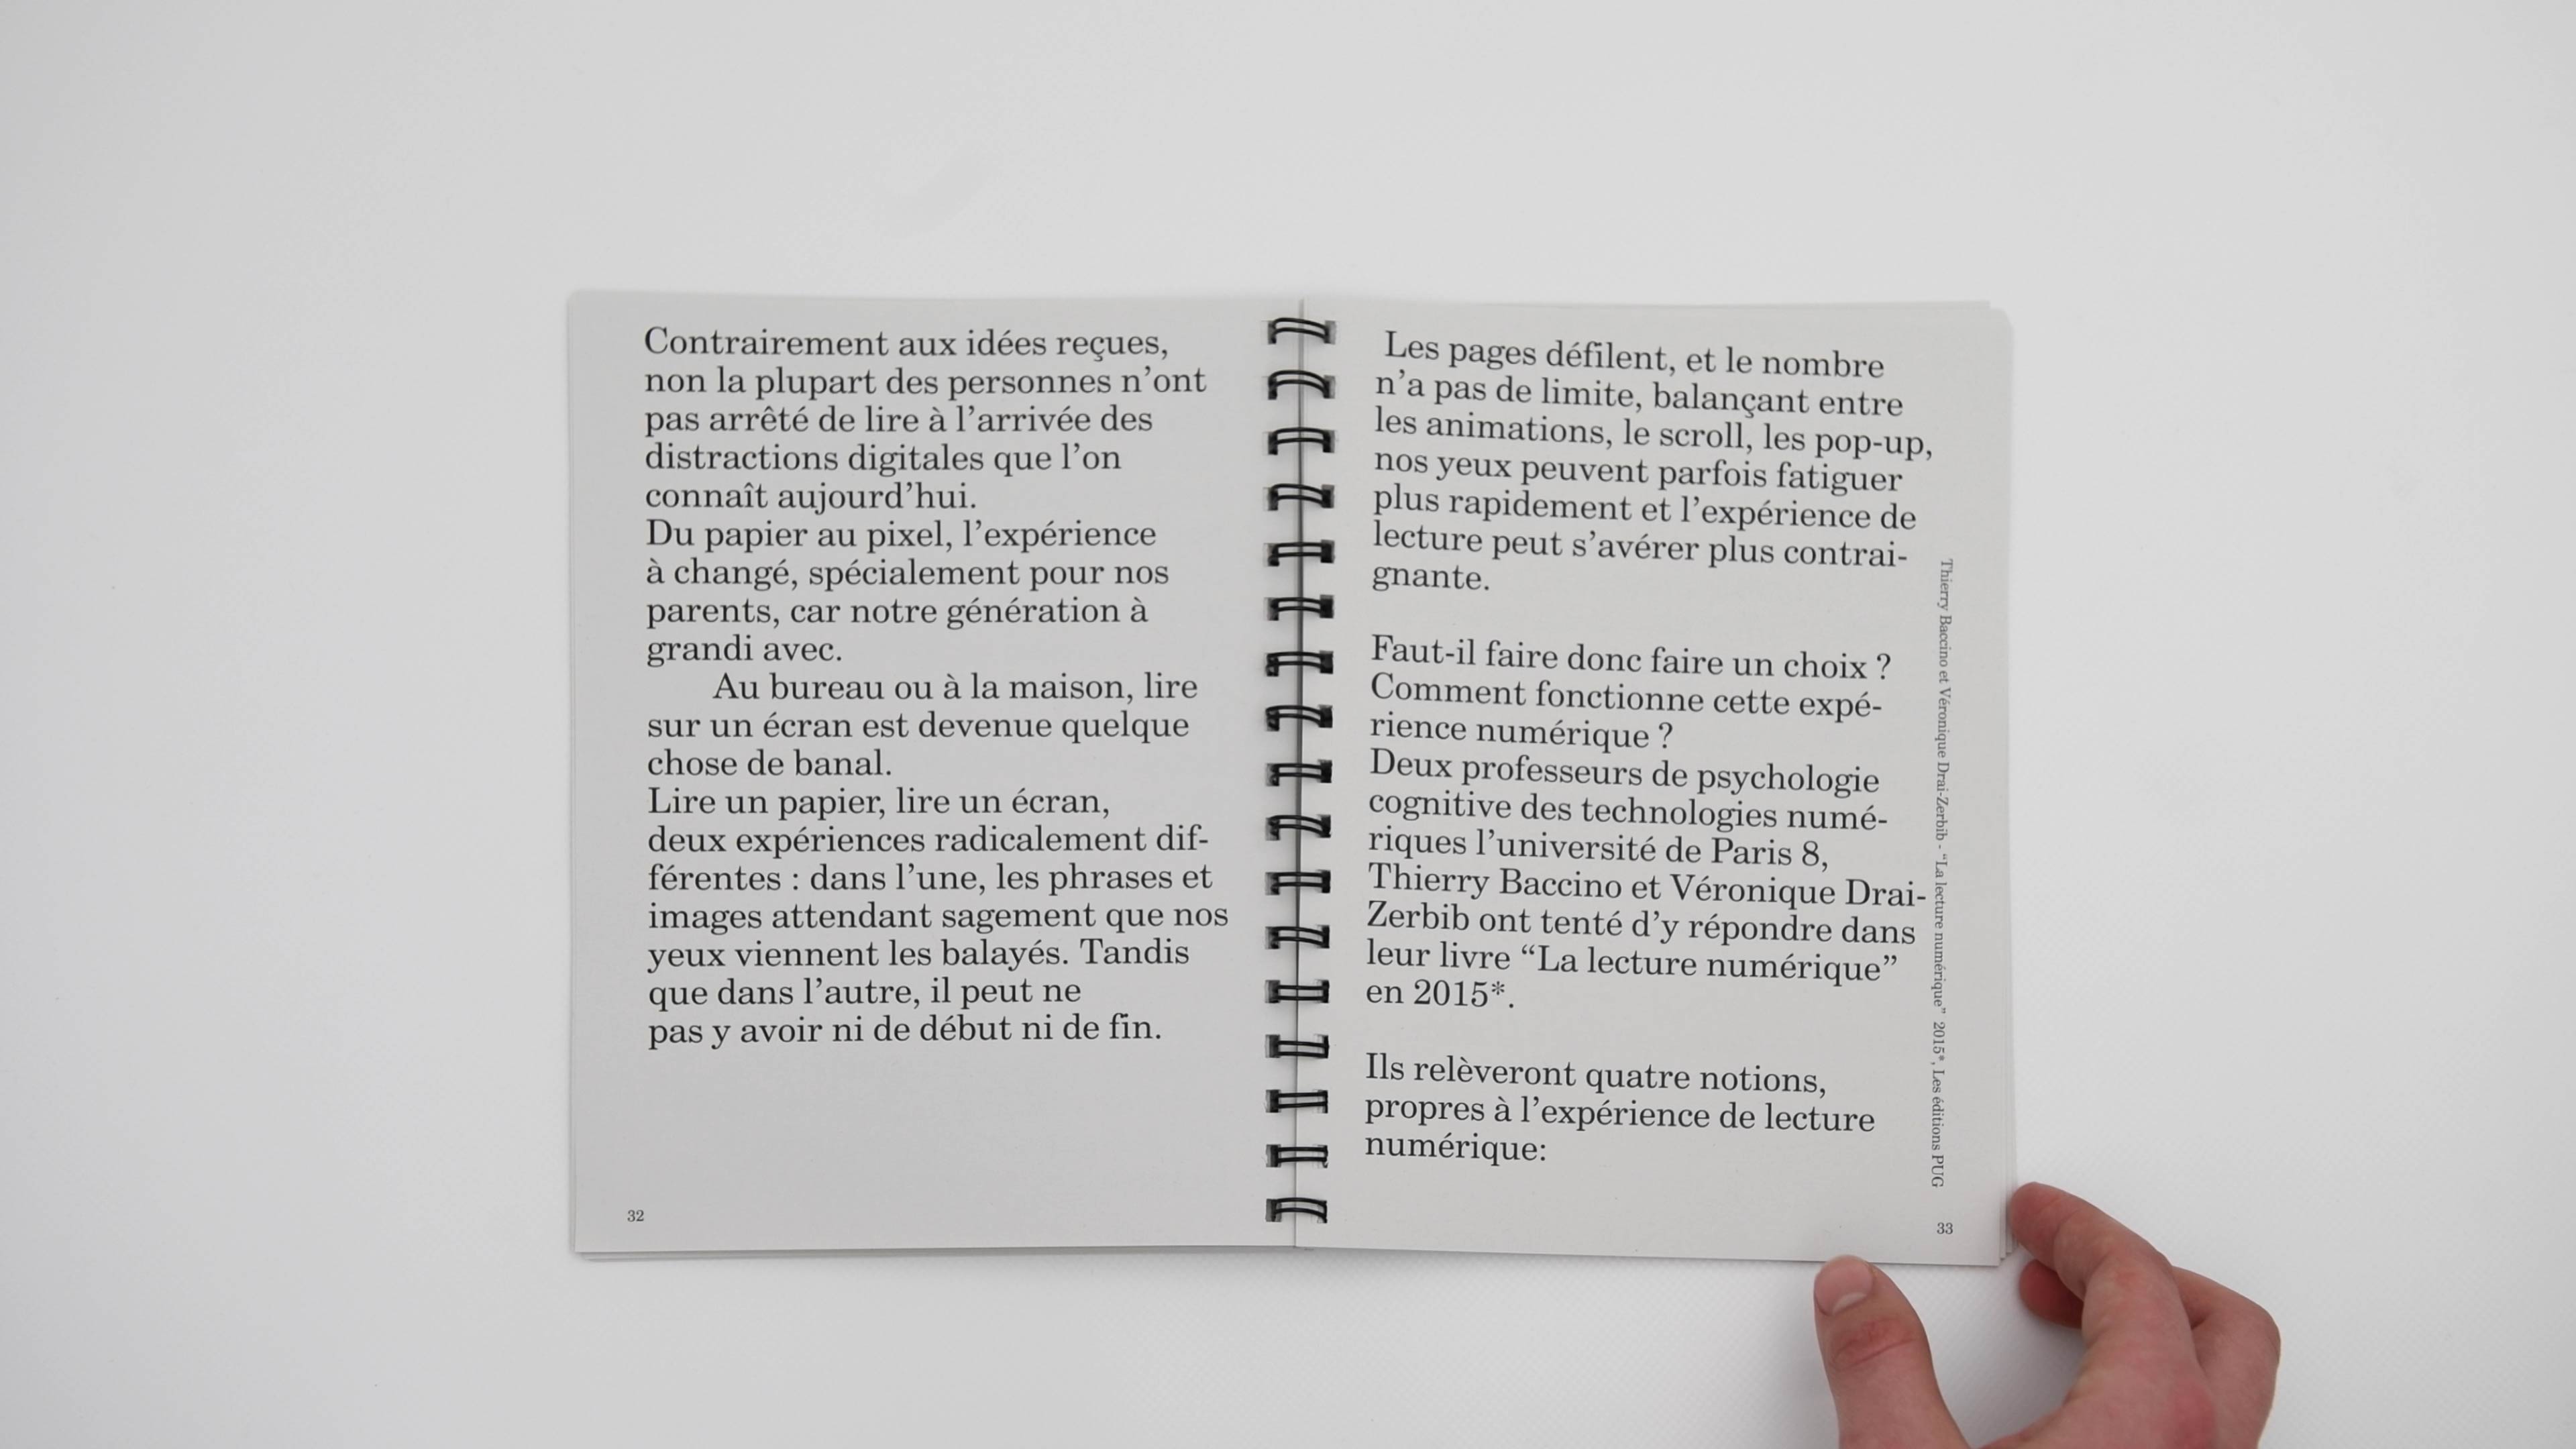 Contrairement aux idées reçues,
non la plupart des personnes n’ont
pas arrêté de lire à l’arrivée des
distractions digitales que l’on
connaît aujourd’hui.
Du papier au pixel, l’expérience
à changé, spécialement pour nos
parents, car notre génération à
grandi avec.
Au bureau ou à la maison, lire
sur un écran est devenue quelque
chose de banal.
Lire un papier, lire un écran,
deux expériences radicalement dif-
férentes : dans l’une, les phrases et
images attendant sagement que nos
yeux viennent les balayés. Tandis
que dans l’autre, il peut ne
pas y avoir ni de début ni de fin.
32
Les pages défilent, et le nombre
n’a pas de limite, balançant entre
les animations, le scroll, les pop-up,
nos yeux peuvent parfois fatiguer
plus rapidement et l’expérience de
lecture peut s’avérer plus contrai-
gnante.
Faut-il faire donc faire un choix ?
Comment fonctionne cette expé-
rience numérique ?
Deux professeurs de psychologie
cognitive des technologies numé-
riques l’université de Paris 8,
Thierry Baccino et Véronique Drai-
Zerbib ont tenté d’y répondre dans
leur livre “La lecture numérique”
en 2015*.
Ils relèveront quatre notions,
propres à l’expérience de lecture
numérique:
Thierry Baccino et Véronique Drai-Zerbib - “La lecture numérique” 2015*, Les éditions PUG
33